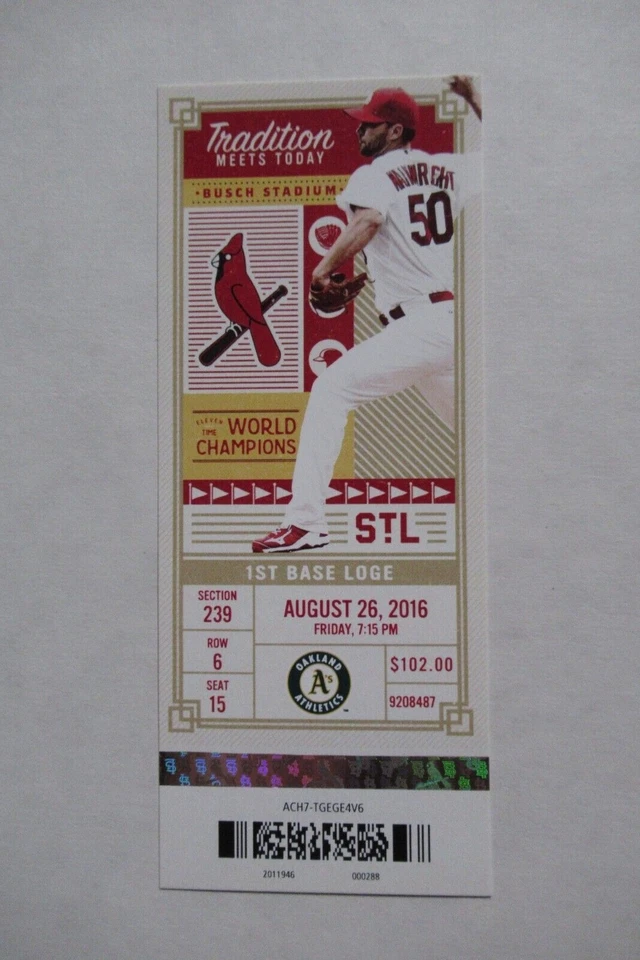 Tradition
MEETS TODAY
•BUSCH STADIUM•
WAINWRIGHT
50
ELEVEN
TIME
WORLD
CHAMPIONS
STL
1ST BASE LOGE
SECTION
239
AUGUST 26, 2016
FRIDAY, 7:15 PM
ROW
6
SEAT
15
OAKLAND
A's
ATHLETICS
TM
$102.00
9208487
ACH7-TGEGE4V6
2011946 000288